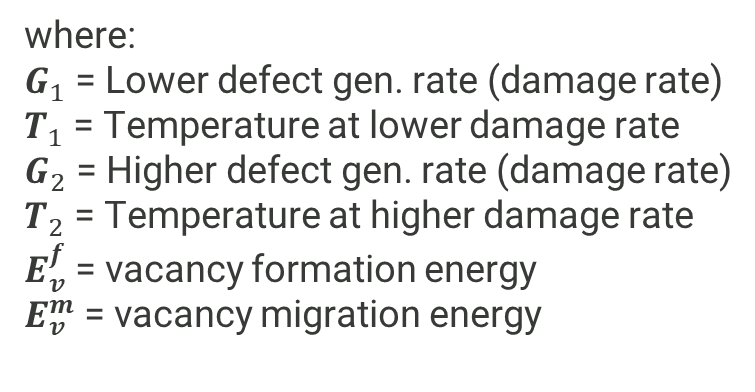 where:
G₁ = Lower defect gen. rate (damage rate)
T₁ = Temperature at lower damage rate
G₂ = Higher defect gen. rate (damage rate)
T₂ = Temperature at higher damage rate
E_v^f = vacancy formation energy
E_v^m = vacancy migration energy